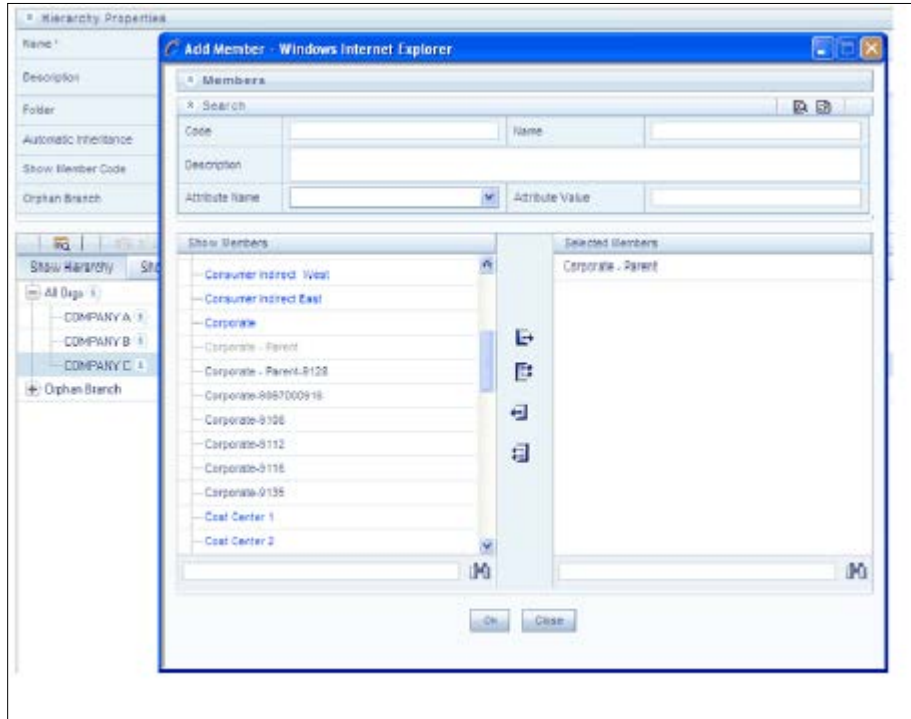 Hierarchy Properties
Name *
Description
Folder
Automatic Inheritance
Show Member Code
Orphan Branch
Show Hierarchy
All Orgs
COMPANY A
COMPANY B
COMPANY C
Orphan Branch
Add Member - Windows Internet Explorer
Members
Search
Code
Name
Description
Attribute Name
Attribute Value
Show Members
Selected Members
Consumer Indirect West
Consumer Indirect East
Corporate
Corporate - Parent
Corporate - Parent-9128
Corporate-9108
Corporate-9112
Corporate-9116
Corporate-9135
Cost Center 1
Cost Center 2
Corporate - Parent
Ok
Close